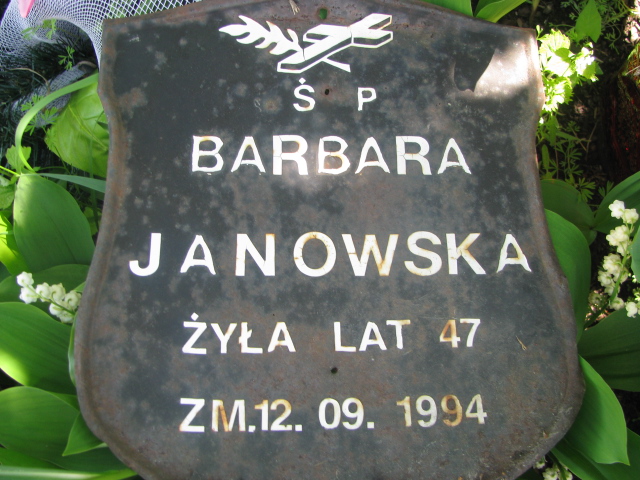 Ś P
BARBARA
JANOWSKA
ŻYŁA LAT 47
ZM.12. 09. 1994